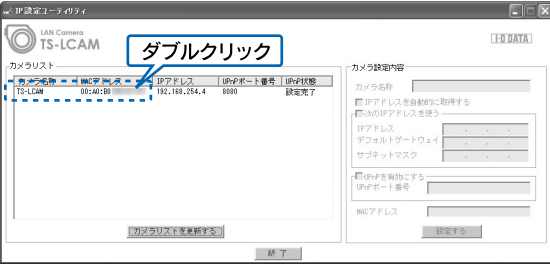 IP設定ユーティリティ
LAN Camera
TS-LCAM
I-O DATA
ダブルクリック
カメラリスト
カメラ名称 MACアドレス IPアドレス UPnPポート番号 UPnP状態
TS-LCAM 00:A0:B0 192.168.254.4 8080 設定完了
カメラリストを更新する
カメラ設定内容
カメラ名称
IPアドレスを自動的に取得する
次のIPアドレスを使う
IPアドレス
デフォルトゲートウェイ
サブネットマスク
UPnPを有効にする
UPnPポート番号
MACアドレス
設定する
終了